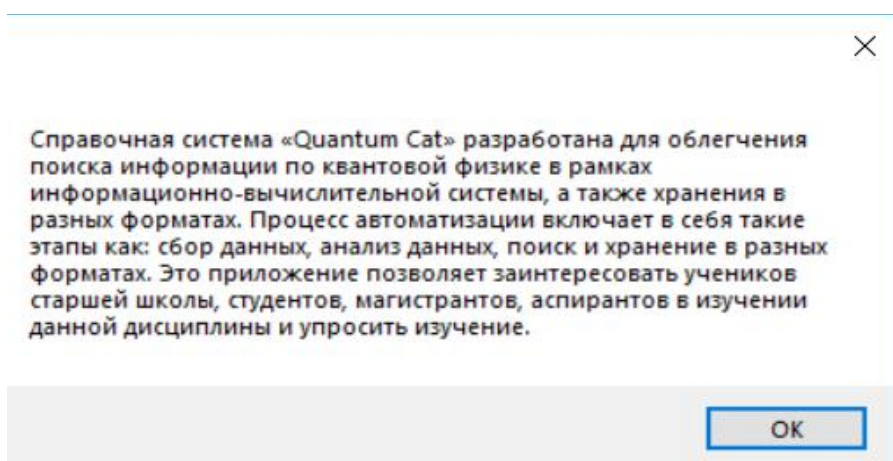 Справочная система «Quantum Cat» разработана для облегчения
поиска информации по квантовой физике в рамках
информационно-вычислительной системы, а также хранения в
разных форматах. Процесс автоматизации включает в себя такие
этапы как: сбор данных, анализ данных, поиск и хранение в разных
форматах. Это приложение позволяет заинтересовать учеников
старшей школы, студентов, магистрантов, аспирантов в изучении
данной дисциплины и упросить изучение.
ОК